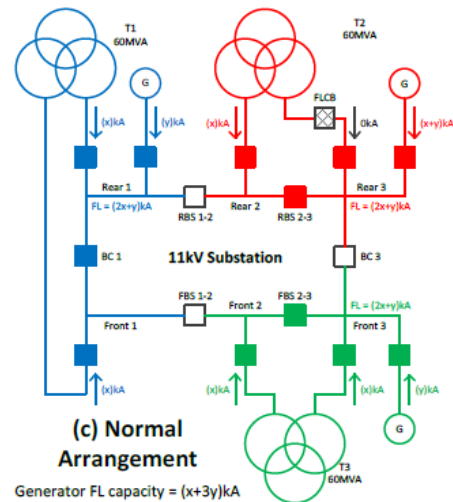 T1
60MVA
T2
60MVA
G
G
FLCB
(x)kA
(y)kA
(x)kA
0kA
(x+y)kA
Rear 1
FL = (2x+y)kA
RBS 1-2
Rear 2
RBS 2-3
Rear 3
FL = (2x+y)kA
BC 1
11kV Substation
BC 3
FBS 1-2
Front 2
FBS 2-3
FL = (2x+y)kA
Front 1
Front 3
(x)kA
(x)kA
(x)kA
(y)kA
(c) Normal
Arrangement
G
T3
60MVA
Generator FL capacity = (x+3y)kA